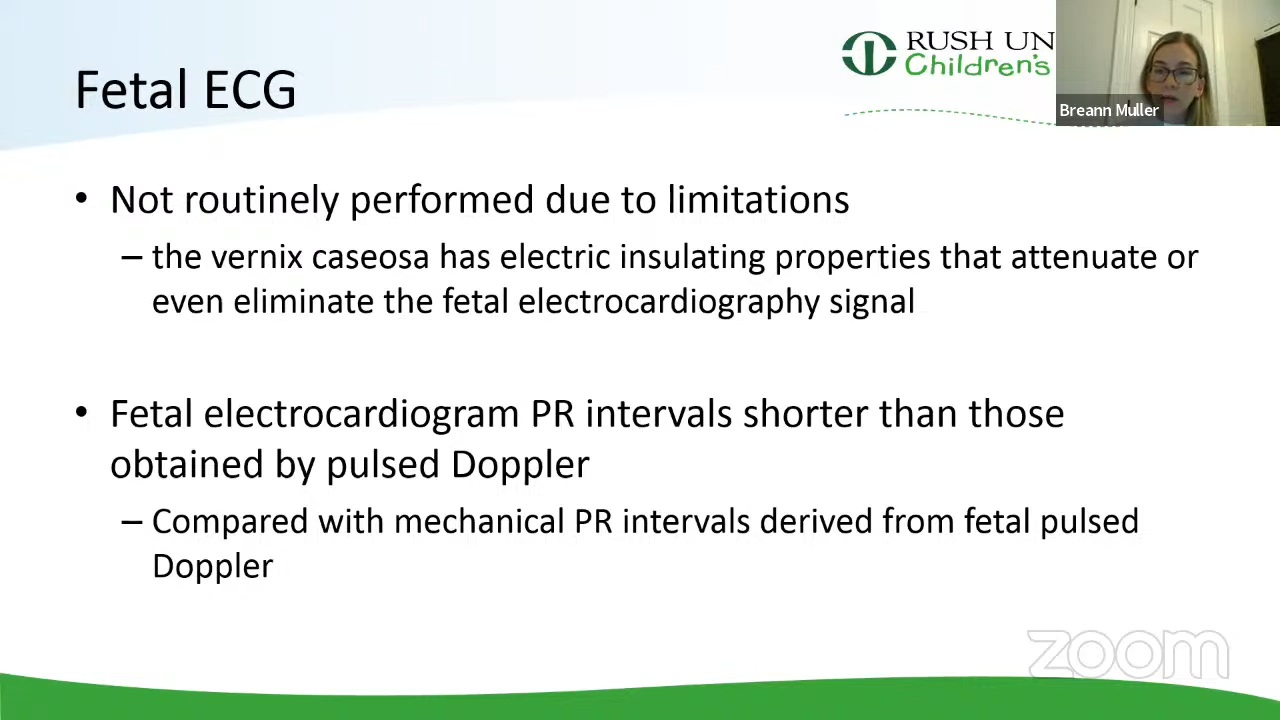 Fetal ECG
RUSH UN
Children's
Breann Muller
• Not routinely performed due to limitations
– the vernix caseosa has electric insulating properties that attenuate or
even eliminate the fetal electrocardiography signal
• Fetal electrocardiogram PR intervals shorter than those
obtained by pulsed Doppler
– Compared with mechanical PR intervals derived from fetal pulsed
Doppler
zoom